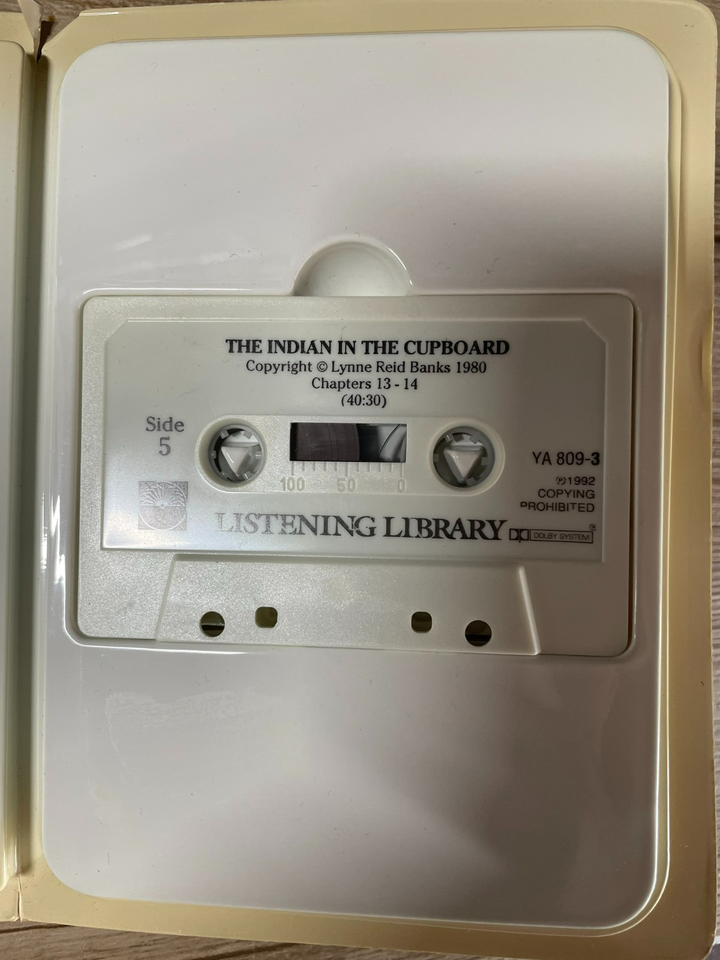 THE INDIAN IN THE CUPBOARD
Copyright © Lynne Reid Banks 1980
Chapters 13 - 14
(40:30)
Side
5
100 50 0
YA 809-3
℗1992
COPYING
PROHIBITED
LISTENING LIBRARY
DOLBY SYSTEM